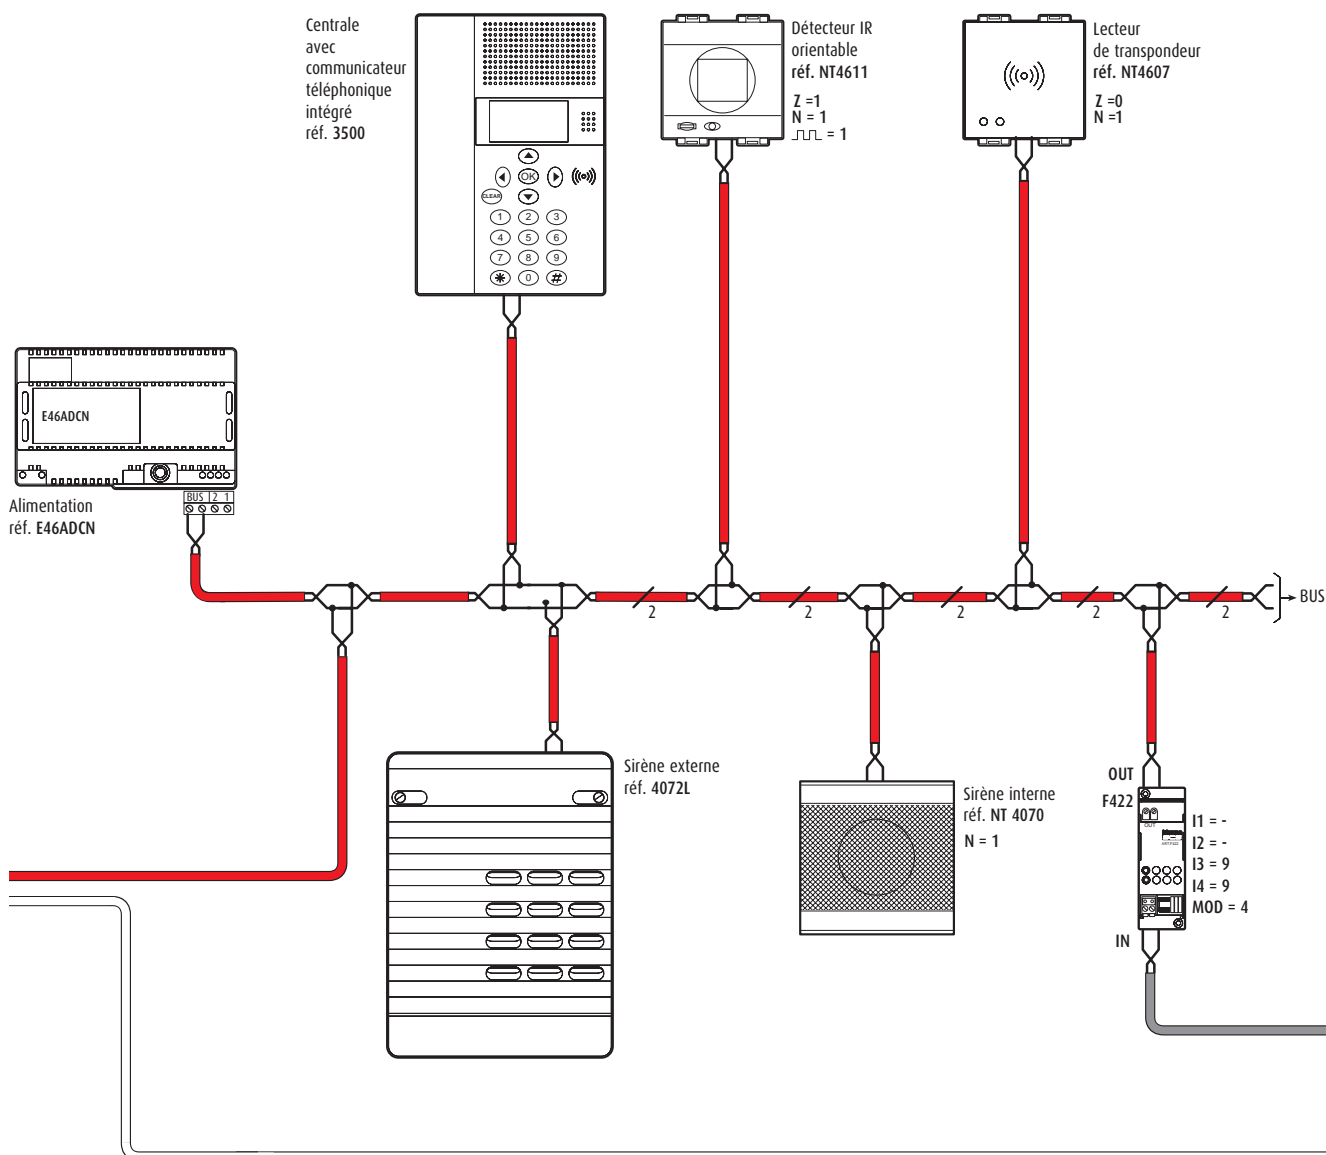 Centrale
avec
communicateur
téléphonique
intégré
réf. 3500
CLEAR
OK
1 2 3
4 5 6
7 8 9
* 0 #
Détecteur IR
orientable
réf. NT4611
Z =1
N = 1
= 1
Lecteur
de transpondeur
réf. NT4607
Z =0
N =1
E46ADCN
BUS 2 1
Alimentation
réf. E46ADCN
2
2
2
2
2
BUS
Sirène externe
réf. 4072L
Sirène interne
réf. NT 4070
N = 1
OUT
F422
OUT
ART.F422
I1 = -
I2 = -
I3 = 9
I4 = 9
MOD = 4
IN